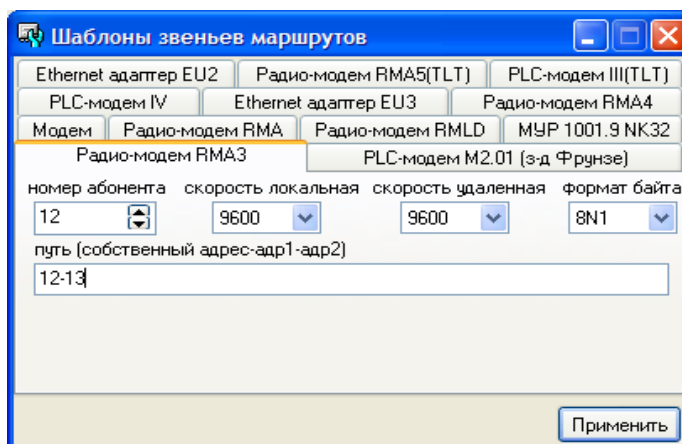 Шаблоны звеньев маршрутов
Ethernet адаптер EU2 Радио-модем RMA5(TLT) PLC-модем III(TLT)
PLC-модем IV Ethernet адаптер EU3 Радио-модем RMA4
Модем Радио-модем RMA Радио-модем RMLD МУР 1001.9 NK32
Радио-модем RMA3 PLC-модем М2.01 (з-д Фрунзе)
номер абонента скорость локальная скорость удаленная формат байта
12 9600 9600 8N1
путь (собственный адрес-адр1-адр2)
12-13
Применить